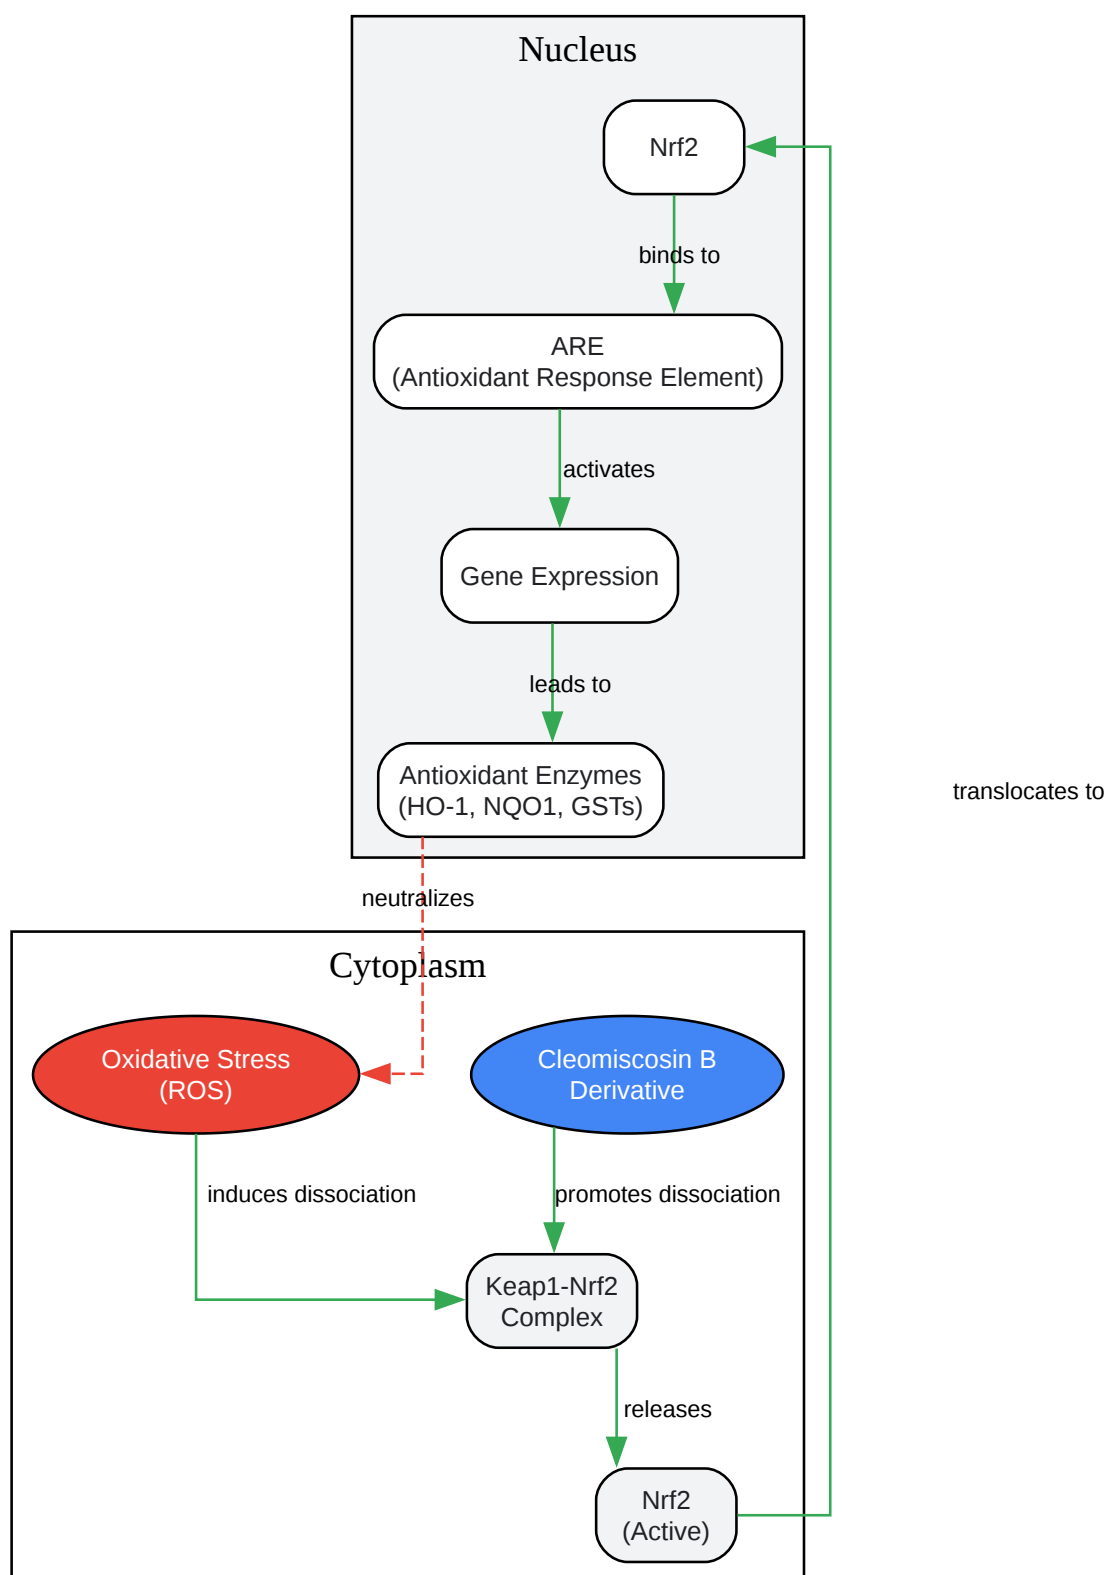 Nucleus
Nrf2
binds to
ARE
(Antioxidant Response Element)
activates
Gene Expression
leads to
Antioxidant Enzymes
(HO-1, NQO1, GSTs)
translocates to
neutralizes
Cytoplasm
Oxidative Stress
(ROS)
Cleomiscosin B
Derivative
induces dissociation
promotes dissociation
Keap1-Nrf2
Complex
releases
Nrf2
(Active)